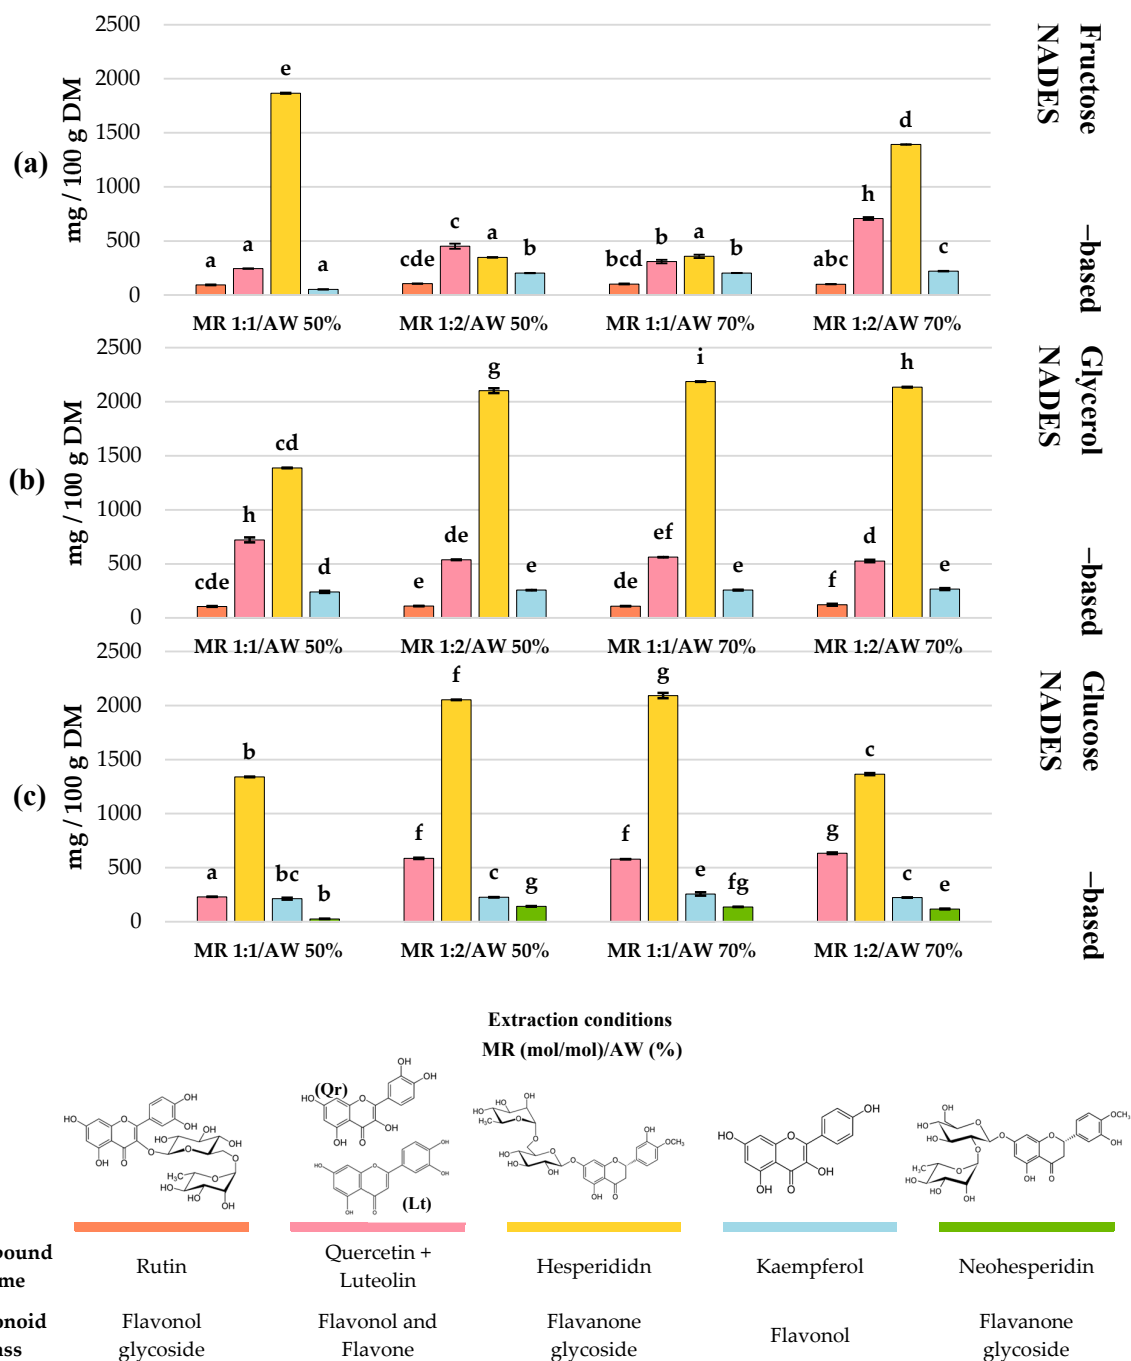 2500
2000
1500
1000
500
0
mg / 100 g DM
(a)
a a e a
cde c a b
bcd b a b
abc h d c
MR 1:1/AW 50% MR 1:2/AW 50% MR 1:1/AW 70% MR 1:2/AW 70%
Fructose –based
NADES
2500
2000
1500
1000
500
0
mg / 100 g DM
(b)
cde h cd d
e de g e
de ef i e
f d h e
MR 1:1/AW 50% MR 1:2/AW 50% MR 1:1/AW 70% MR 1:2/AW 70%
Glycerol –based
NADES
2500
2000
1500
1000
500
0
mg / 100 g DM
(c)
a b bc b
f f c g
f g e fg
g c c e
MR 1:1/AW 50% MR 1:2/AW 50% MR 1:1/AW 70% MR 1:2/AW 70%
Glucose –based
NADES
Extraction conditions
MR (mol/mol)/AW (%)
(Qr)
(Lt)
bound
me
Rutin
Quercetin +
Luteolin
Hesperididn
Kaempferol
Neohesperidin
onoid
ass
Flavonol
glycoside
Flavonol and
Flavone
Flavanone
glycoside
Flavonol
Flavanone
glycoside